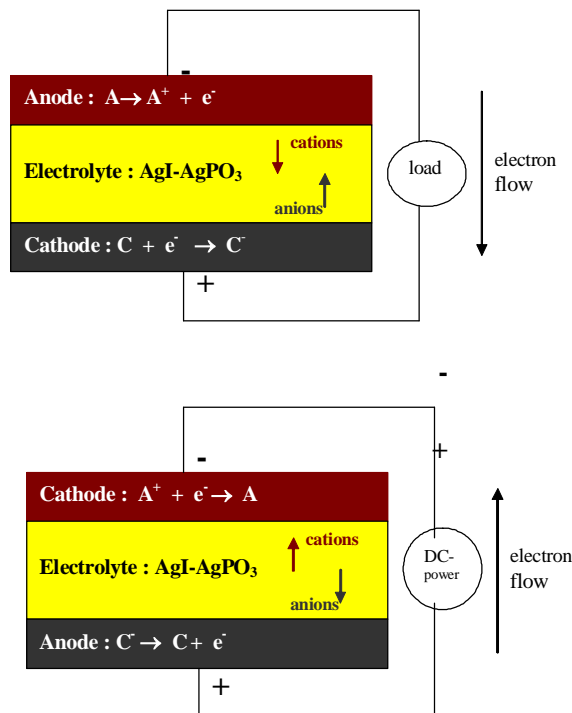 -
Anode : A→ A⁺ + e⁻
cations
Electrolyte : AgI-AgPO₃
load
electron
flow
anions
Cathode : C + e⁻ → C⁻
+
-
+
-
Cathode : A⁺ + e⁻→ A
cations
Electrolyte : AgI-AgPO₃
DC-
power
electron
flow
anions
Anode : C⁻→ C + e⁻
+